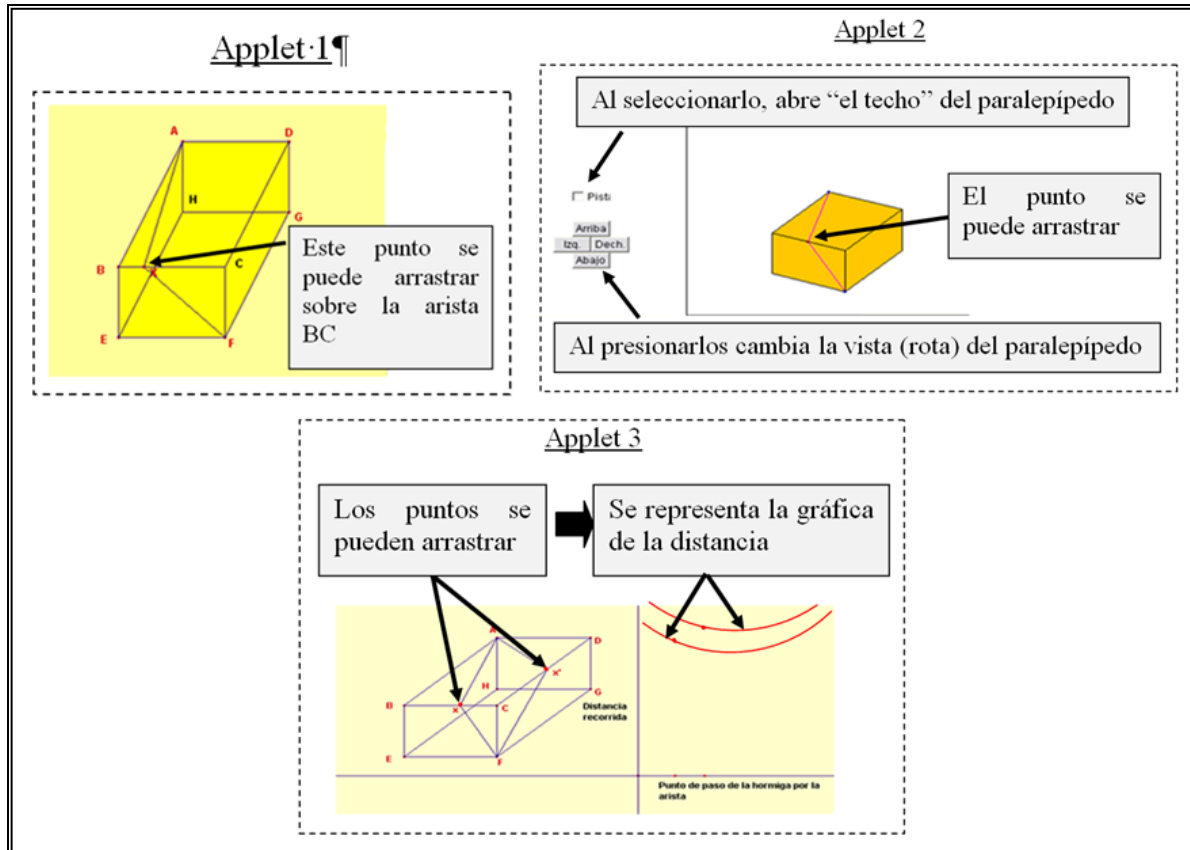 Applet·1¶
A
D
H
G
B
C
E
F
Este punto se
puede arrastrar
sobre la arista
BC
Applet 2
Al seleccionarlo, abre “el techo” del paralepípedo
Pista
Arriba
Izq. Dech.
Abajo
El punto se
puede arrastrar
Al presionarlos cambia la vista (rota) del paralepípedo
Applet 3
Los puntos se
pueden arrastrar
Se representa la gráfica
de la distancia
A
D
X'
H
G
B
X
C
Distancia
recorrida
E
F
Punto de paso de la hormiga por la
arista